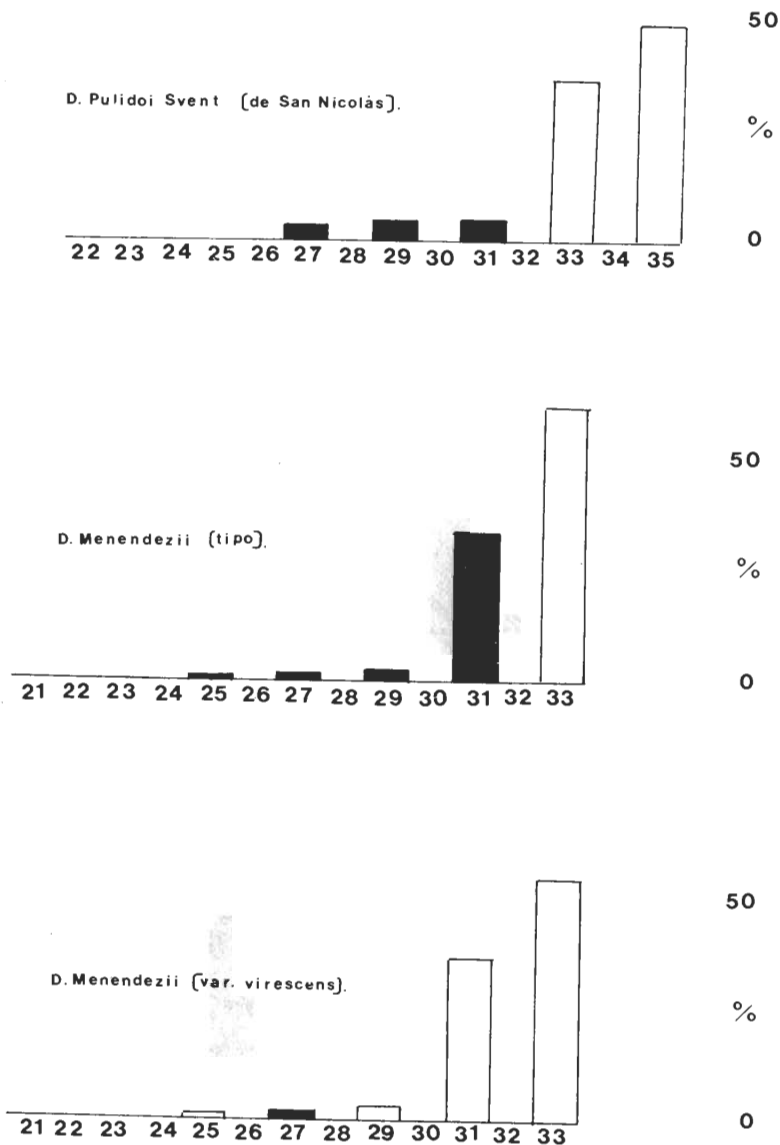 50
D. Pulidoi Svent (de San Nicolás).
%
0
22 23 24 25 26 27 28 29 30 31 32 33 34 35
50
D. Menendezii (tipo).
%
0
21 22 23 24 25 26 27 28 29 30 31 32 33
50
D. Menendezii (var. virescens).
%
0
21 22 23 24 25 26 27 28 29 30 31 32 33